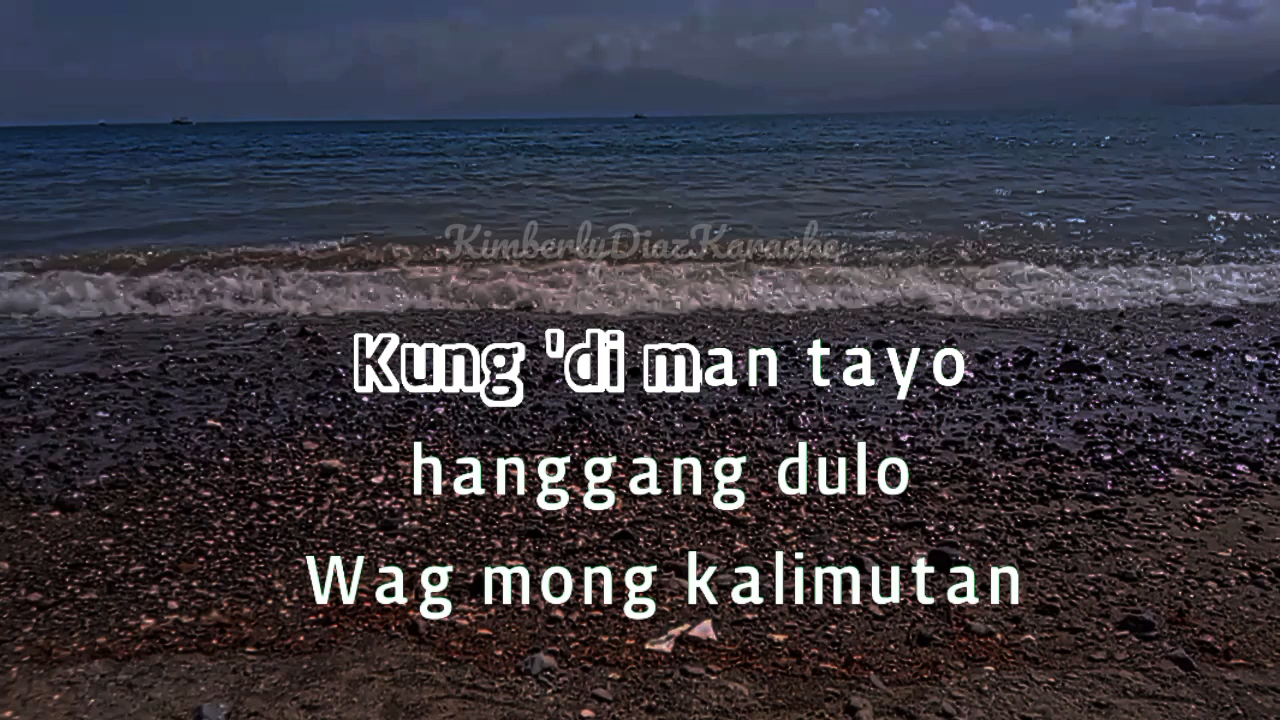 KimberlyDiazKaraoke
Kung 'di man tayo
hanggang dulo
Wag mong kalimutan